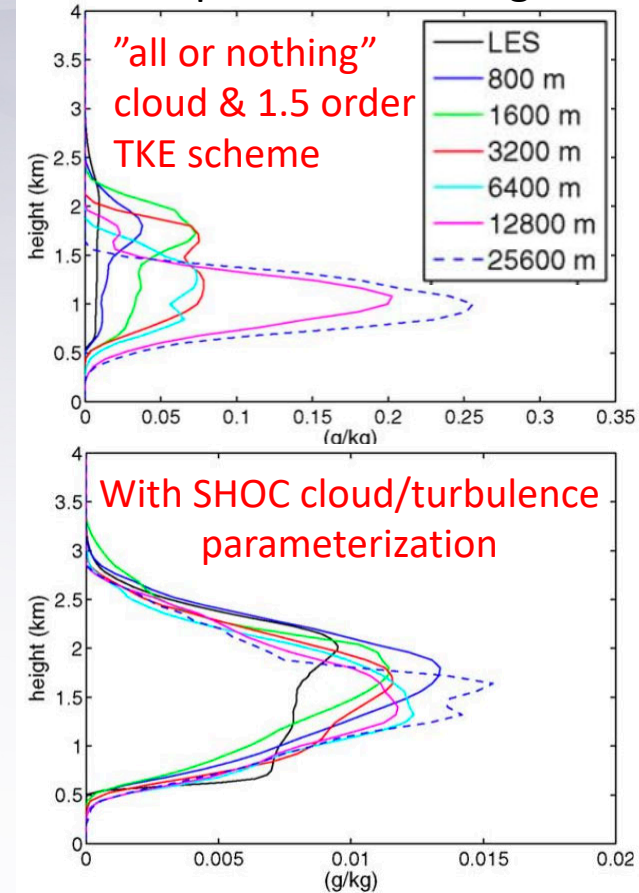 4
3.5
3
2.5
2
1.5
1
0.5
0
height (km)
”all or nothing”
cloud & 1.5 order
TKE scheme
LES
800 m
1600 m
3200 m
6400 m
12800 m
25600 m
0 0.05 0.1 0.15 0.2 0.25 0.3 0.35
(g/kg)
4
3.5
3
2.5
2
1.5
1
0.5
0
height (km)
With SHOC cloud/turbulence
parameterization
0 0.005 0.01 0.015 0.02
(g/kg)